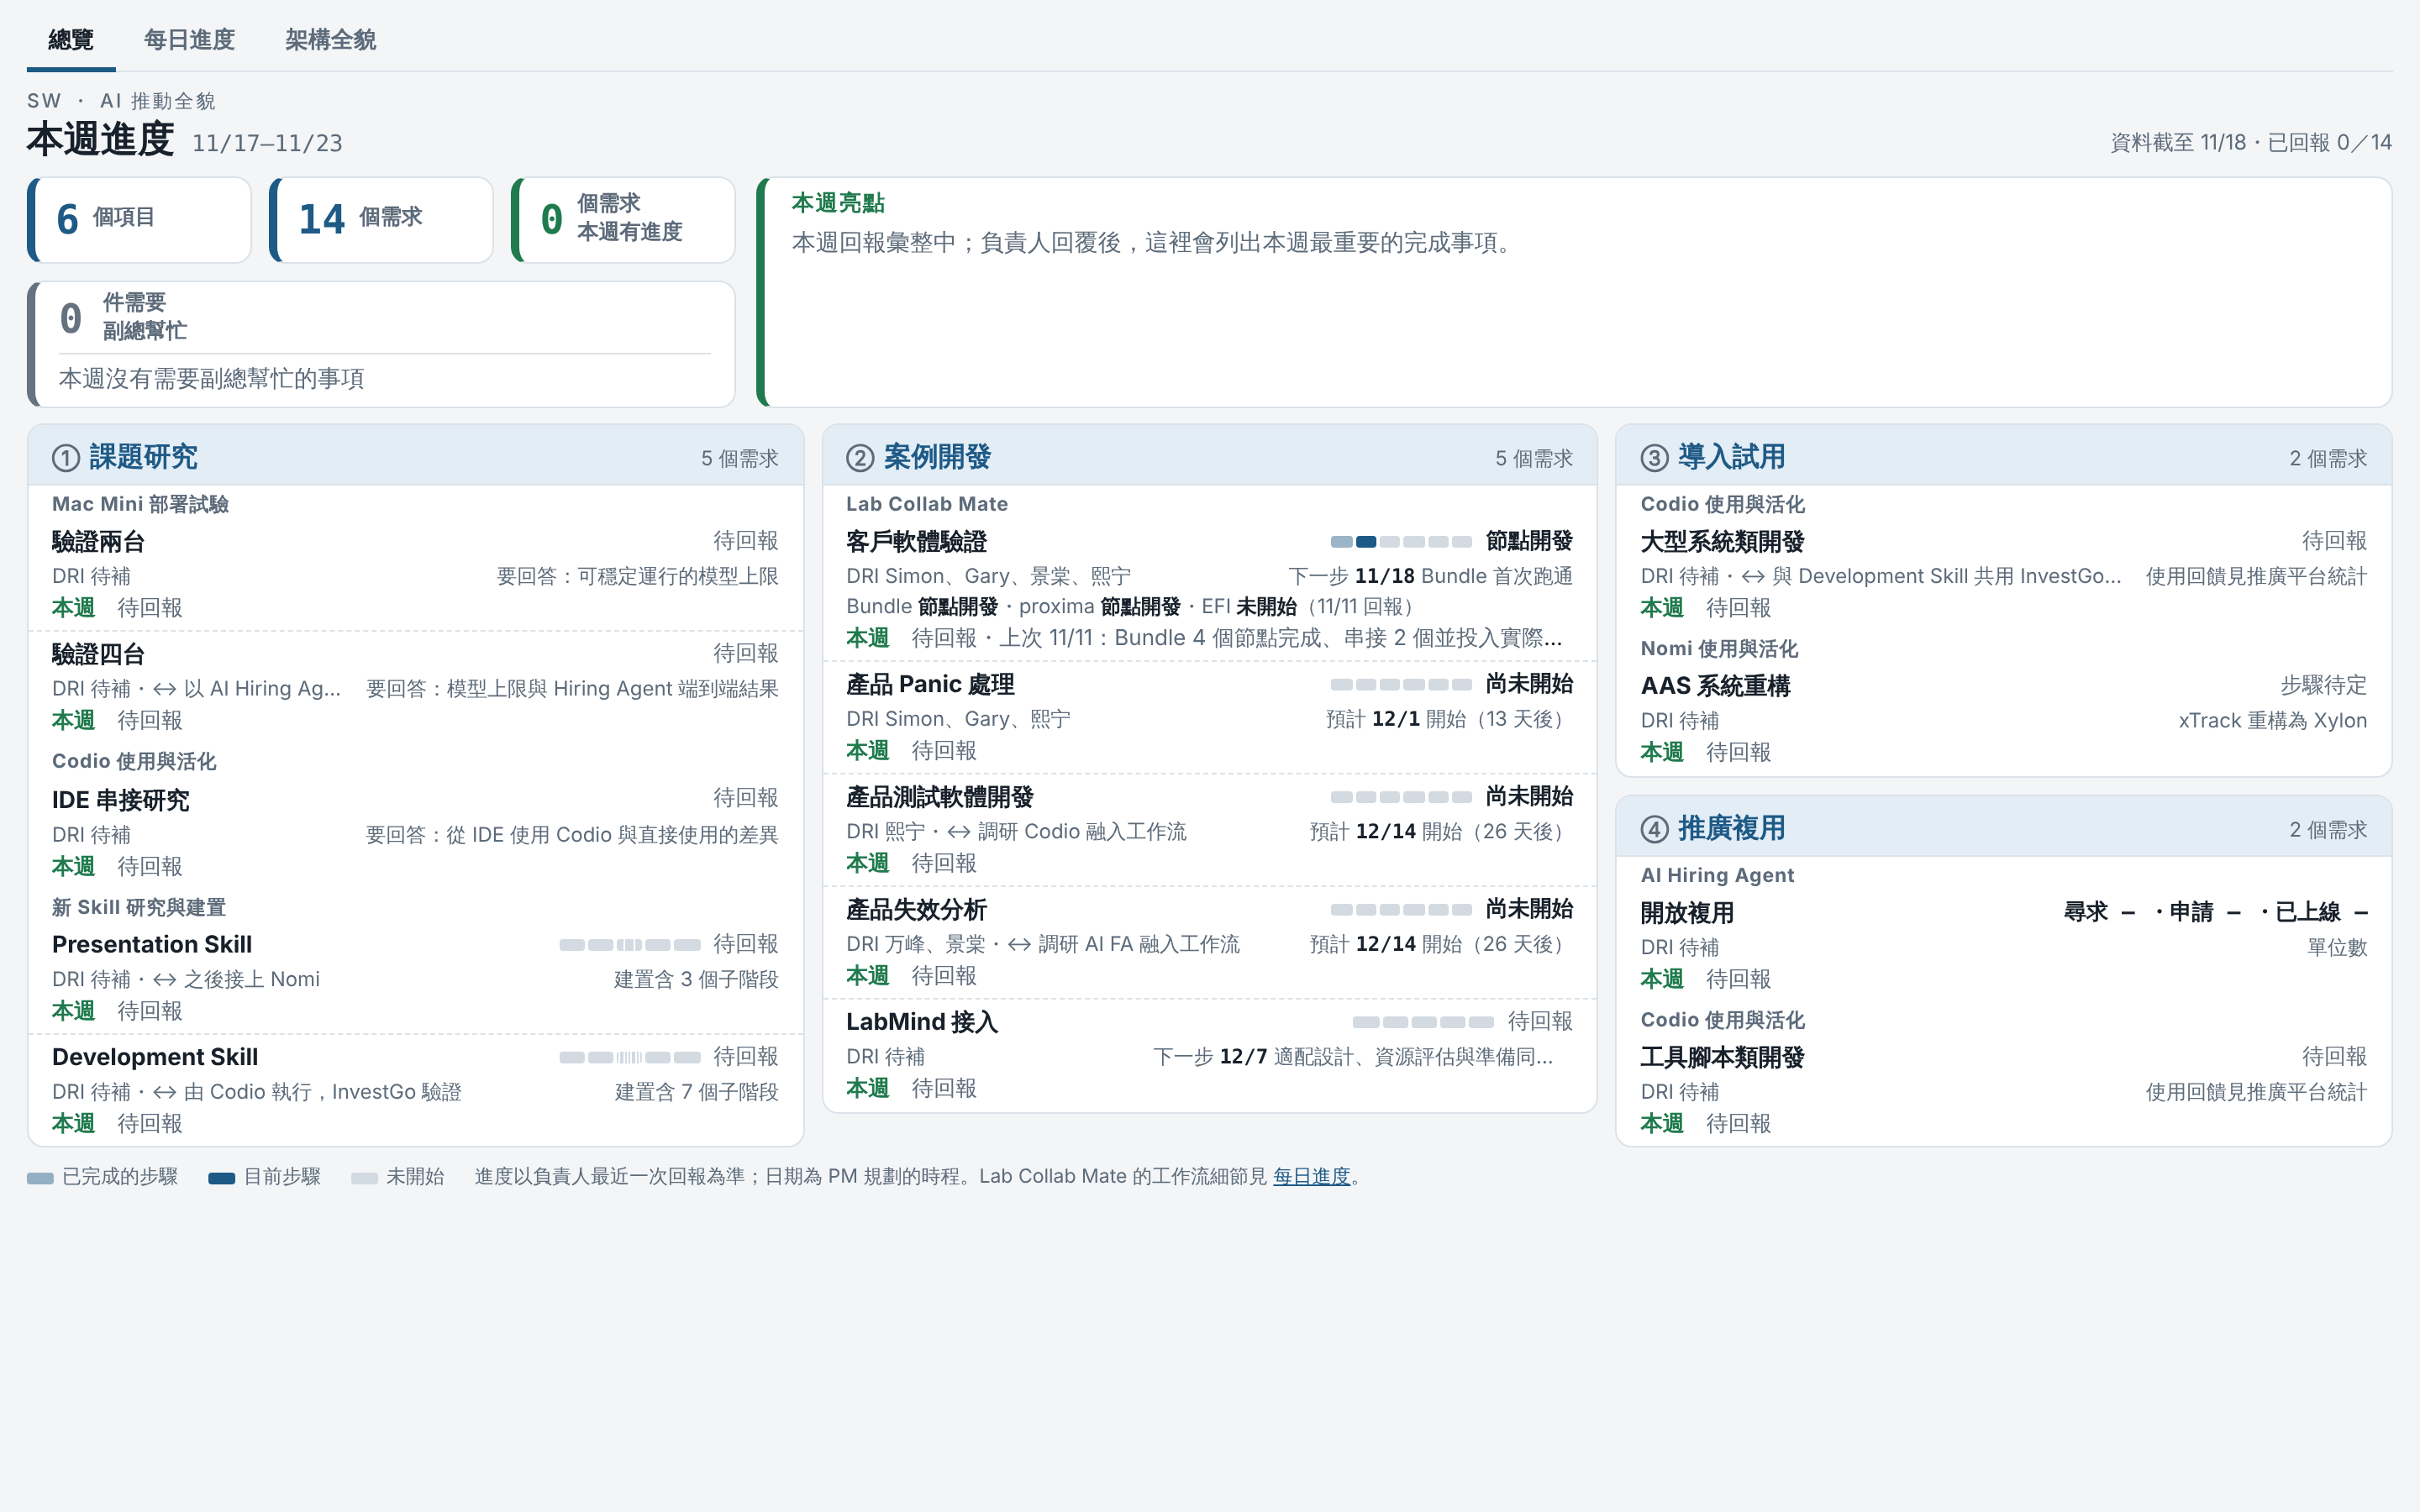 總覽 每日進度 架構全貌
SW · AI 推動全貌
本週進度 11/17–11/23
資料截至 11/18・已回報 0／14
6 個項目
14 個需求
0 個需求
本週有進度
0 件需要
副總幫忙
本週沒有需要副總幫忙的事項
本週亮點
本週回報彙整中；負責人回覆後，這裡會列出本週最重要的完成事項。
① 課題研究 5 個需求
Mac Mini 部署試驗
驗證兩台 待回報
DRI 待補 要回答：可穩定運行的模型上限
本週 待回報
驗證四台 待回報
DRI 待補・↔ 以 AI Hiring Ag… 要回答：模型上限與 Hiring Agent 端到端結果
本週 待回報
Codio 使用與活化
IDE 串接研究 待回報
DRI 待補 要回答：從 IDE 使用 Codio 與直接使用的差異
本週 待回報
新 Skill 研究與建置
Presentation Skill 待回報
DRI 待補・↔ 之後接上 Nomi 建置含 3 個子階段
本週 待回報
Development Skill 待回報
DRI 待補・↔ 由 Codio 執行，InvestGo 驗證 建置含 7 個子階段
本週 待回報
② 案例開發 5 個需求
Lab Collab Mate
客戶軟體驗證 節點開發
DRI Simon、Gary、景棠、熙宁 下一步 11/18 Bundle 首次跑通
Bundle 節點開發・proxima 節點開發・EFI 未開始（11/11 回報）
本週 待回報・上次 11/11：Bundle 4 個節點完成、串接 2 個並投入實際…
產品 Panic 處理 尚未開始
DRI Simon、Gary、熙宁 預計 12/1 開始（13 天後）
本週 待回報
產品測試軟體開發 尚未開始
DRI 熙宁・↔ 調研 Codio 融入工作流 預計 12/14 開始（26 天後）
本週 待回報
產品失效分析 尚未開始
DRI 万峰、景棠・↔ 調研 AI FA 融入工作流 預計 12/14 開始（26 天後）
本週 待回報
LabMind 接入 待回報
DRI 待補 下一步 12/7 適配設計、資源評估與準備同…
本週 待回報
③ 導入試用 2 個需求
Codio 使用與活化
大型系統類開發 待回報
DRI 待補・↔ 與 Development Skill 共用 InvestGo… 使用回饋見推廣平台統計
本週 待回報
Nomi 使用與活化
AAS 系統重構 步驟待定
DRI 待補 xTrack 重構為 Xylon
本週 待回報
④ 推廣複用 2 個需求
AI Hiring Agent
開放複用 尋求 – ・申請 – ・已上線 –
DRI 待補 單位數
本週 待回報
Codio 使用與活化
工具腳本類開發 待回報
DRI 待補 使用回饋見推廣平台統計
本週 待回報
已完成的步驟 目前步驟 未開始 進度以負責人最近一次回報為準；日期為 PM 規劃的時程。Lab Collab Mate 的工作流細節見 每日進度。